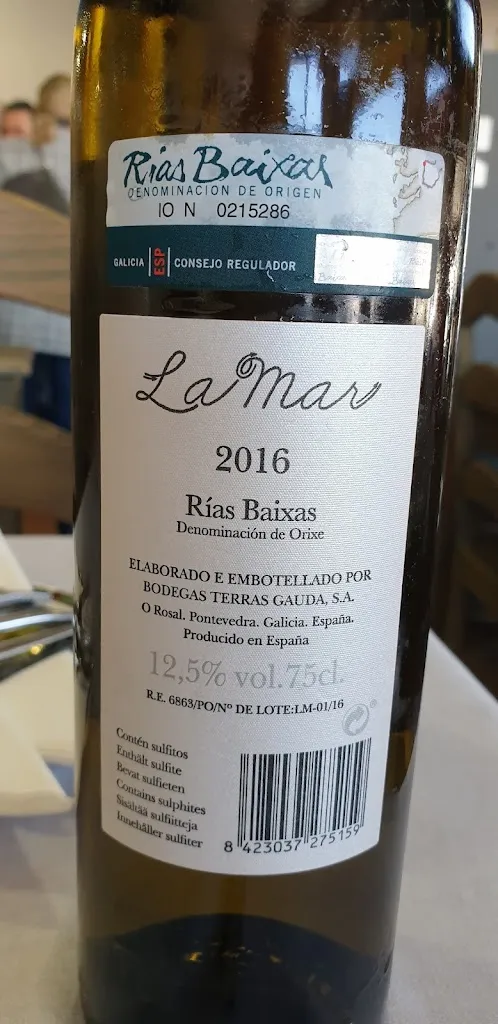 Rías Baixas
DENOMINACION DE ORIGEN
IO N 0215286
GALICIA ESP CONSEJO REGULADOR
La Mar
2016
Rías Baixas
Denominación de Orixe
ELABORADO E EMBOTELLADO POR
BODEGAS TERRAS GAUDA, S.A.
O Rosal. Pontevedra. Galicia. España.
Producido en España
12,5% vol.75cl.
R.E. 6863/PO/Nº DE LOTE:LM-01/16
Contén sulfitos
Enthält sulfite
Bevat sulfieten
Contains sulphites
Sisältää sulfiitteja
Innehåller sulfiter
8 423037 275159